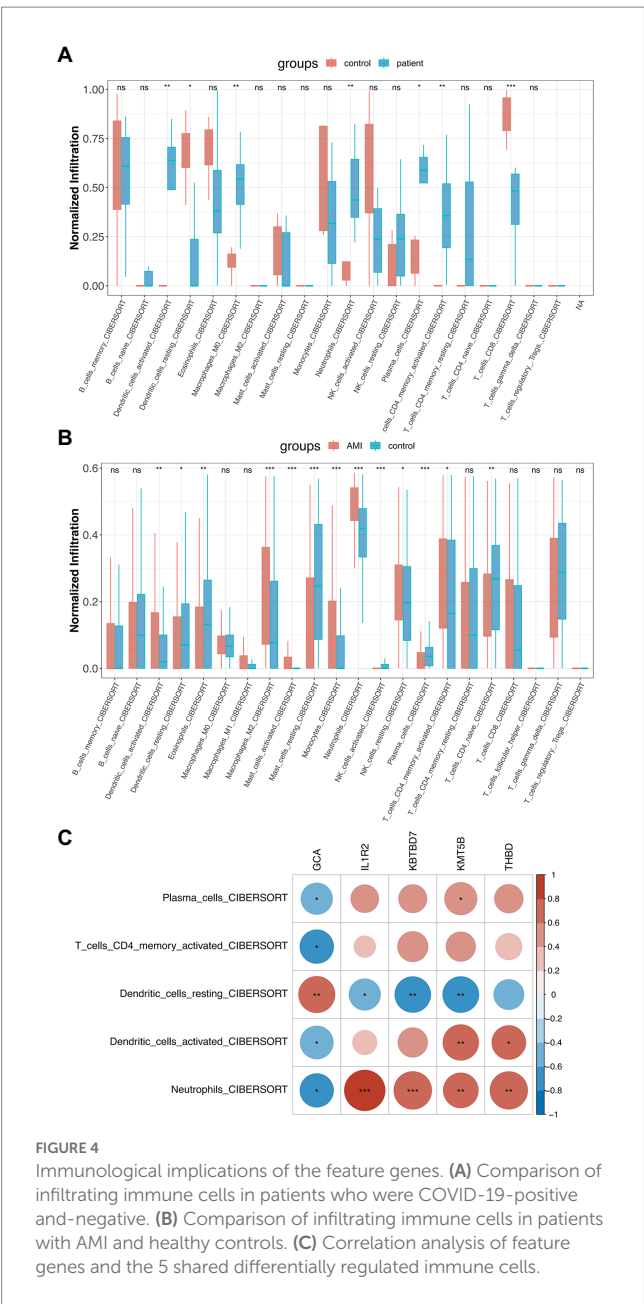 A
groups control patient
Normalized Infiltration
1.00
0.75
0.50
0.25
0.00
ns ns ** * ns ** ns ns ns ns ** ns ns * ** ns ns *** ns
B_cells_memory_CIBERSORT
B_cells_naive_CIBERSORT
Dendritic_cells_activated_CIBERSORT
Dendritic_cells_resting_CIBERSORT
Eosinophils_CIBERSORT
Macrophages_M0_CIBERSORT
Macrophages_M2_CIBERSORT
Mast_cells_activated_CIBERSORT
Mast_cells_resting_CIBERSORT
Monocytes_CIBERSORT
Neutrophils_CIBERSORT
NK_cells_activated_CIBERSORT
NK_cells_resting_CIBERSORT
Plasma_cells_CIBERSORT
cells_CD4_memory_activated_CIBERSORT
T_cells_CD4_memory_resting_CIBERSORT
T_cells_CD4_naive_CIBERSORT
T_cells_CD8_CIBERSORT
T_cells_gamma_delta_CIBERSORT
T_cells_regulatory_-Tregs-_CIBERSORT
NA
B
groups AMI control
Normalized Infiltration
0.6
0.4
0.2
0.0
ns ns ** * ** ns ns *** *** *** *** *** * *** * ns ** ns ns ns ns
B_cells_memory_CIBERSORT
B_cells_naive_CIBERSORT
Dendritic_cells_activated_CIBERSORT
Dendritic_cells_resting_CIBERSORT
Eosinophils_CIBERSORT
Macrophages_M0_CIBERSORT
Macrophages_M1_CIBERSORT
Macrophages_M2_CIBERSORT
Mast_cells_activated_CIBERSORT
Mast_cells_resting_CIBERSORT
Monocytes_CIBERSORT
Neutrophils_CIBERSORT
NK_cells_activated_CIBERSORT
NK_cells_resting_CIBERSORT
Plasma_cells_CIBERSORT
T_cells_CD4_memory_activated_CIBERSORT
T_cells_CD4_memory_resting_CIBERSORT
T_cells_CD4_naive_CIBERSORT
T_cells_CD8_CIBERSORT
T_cells_follicular_helper_CIBERSORT
T_cells_gamma_delta_CIBERSORT
T_cells_regulatory_-Tregs-_CIBERSORT
C
GCA IL1R2 KBTBD7 KMT5B THBD
Plasma_cells_CIBERSORT * *
T_cells_CD4_memory_activated_CIBERSORT *
Dendritic_cells_resting_CIBERSORT ** * ** **
Dendritic_cells_activated_CIBERSORT * ** *
Neutrophils_CIBERSORT * *** *** ** **
1
0.8
0.6
0.4
0.2
0
-0.2
-0.4
-0.6
-0.8
-1
FIGURE 4
Immunological implications of the feature genes. (A) Comparison of
infiltrating immune cells in patients who were COVID-19-positive
and-negative. (B) Comparison of infiltrating immune cells in patients
with AMI and healthy controls. (C) Correlation analysis of feature
genes and the 5 shared differentially regulated immune cells.